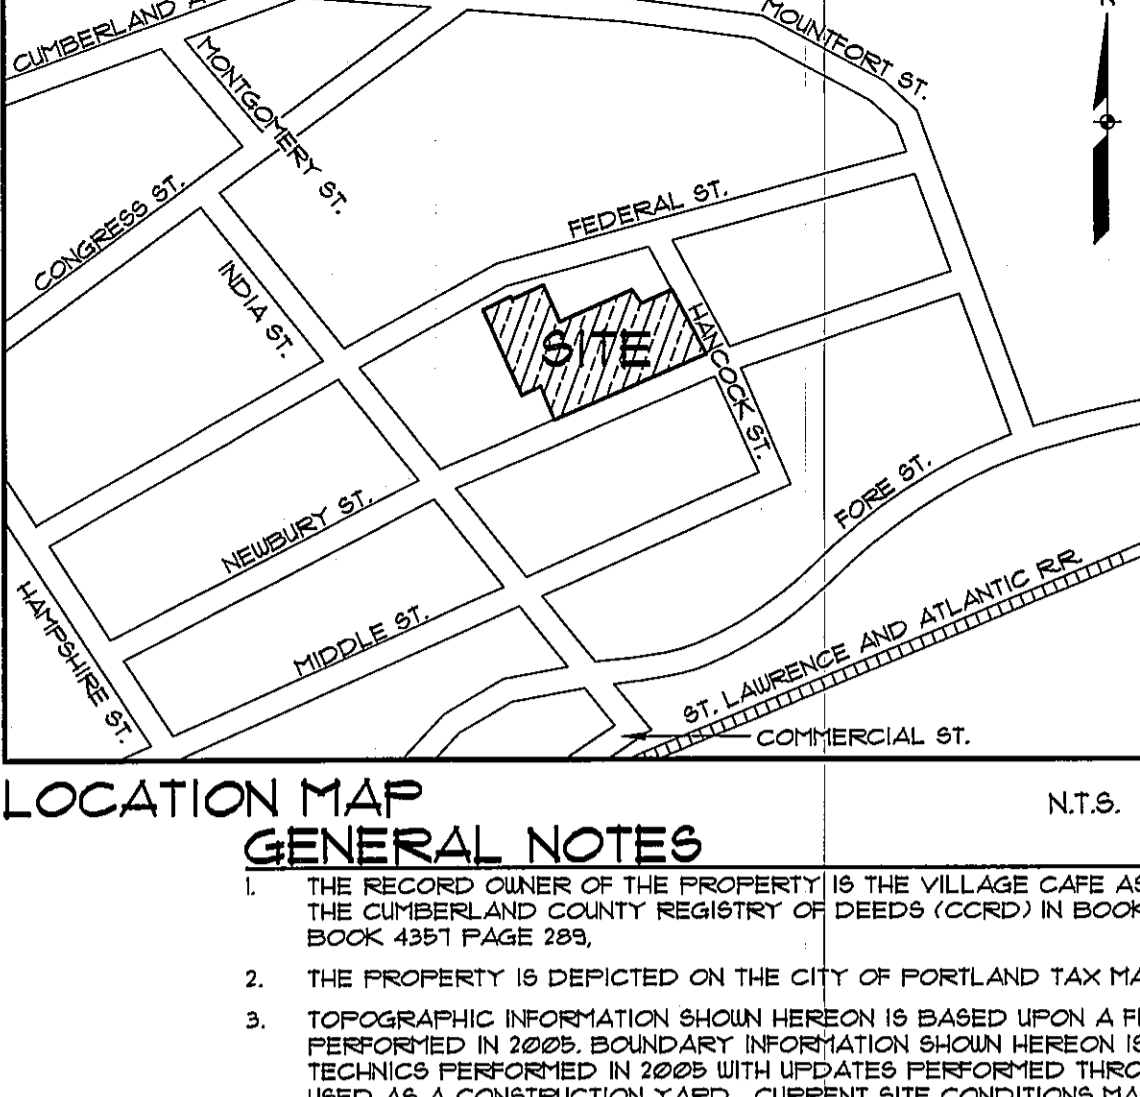 CUMBERLAND
MOUNTFORT ST.
N
MONTGOMERY ST.
CONGRESS ST.
FEDERAL ST.
INDIA ST.
SITE
HANCOCK ST.
FORE ST.
NEWBURY ST.
HAMPSHIRE ST.
MIDDLE ST.
ST. LAWRENCE AND ATLANTIC RR
COMMERCIAL ST.
LOCATION MAP
N.T.S.
GENERAL NOTES
1. THE RECORD OWNER OF THE PROPERTY IS THE VILLAGE CAFE AS
THE CUMBERLAND COUNTY REGISTRY OF DEEDS (CCRD) IN BOOK
BOOK 4357 PAGE 289,
2. THE PROPERTY IS DEPICTED ON THE CITY OF PORTLAND TAX MA
3. TOPOGRAPHIC INFORMATION SHOWN HEREON IS BASED UPON A FI
PERFORMED IN 2005. BOUNDARY INFORMATION SHOWN HEREON IS
TECHNICS PERFORMED IN 2005 WITH UPDATES PERFORMED THRO
USED AS A CONSTRUCTION YARD. CURRENT SITE CONDITIONS MA